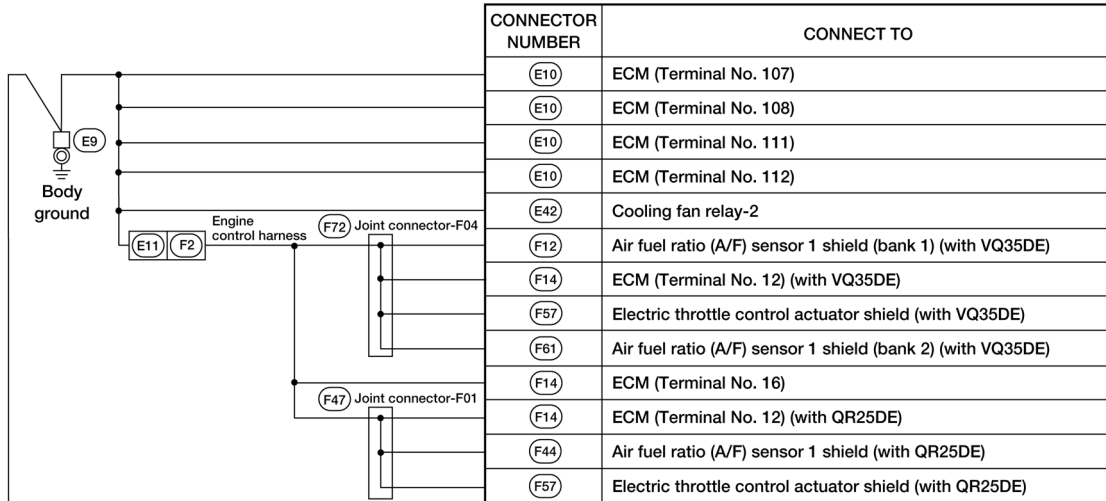 CONNECTOR NUMBER CONNECT TO
E10 ECM (Terminal No. 107)
E10 ECM (Terminal No. 108)
E9 E10 ECM (Terminal No. 111)
Body ground
E10 ECM (Terminal No. 112)
E42 Cooling fan relay-2
E11 F2 Engine control harness F72 Joint connector-F04 F12 Air fuel ratio (A/F) sensor 1 shield (bank 1) (with VQ35DE)
F14 ECM (Terminal No. 12) (with VQ35DE)
F57 Electric throttle control actuator shield (with VQ35DE)
F61 Air fuel ratio (A/F) sensor 1 shield (bank 2) (with VQ35DE)
F14 ECM (Terminal No. 16)
F47 Joint connector-F01 F14 ECM (Terminal No. 12) (with QR25DE)
F44 Air fuel ratio (A/F) sensor 1 shield (with QR25DE)
F57 Electric throttle control actuator shield (with QR25DE)